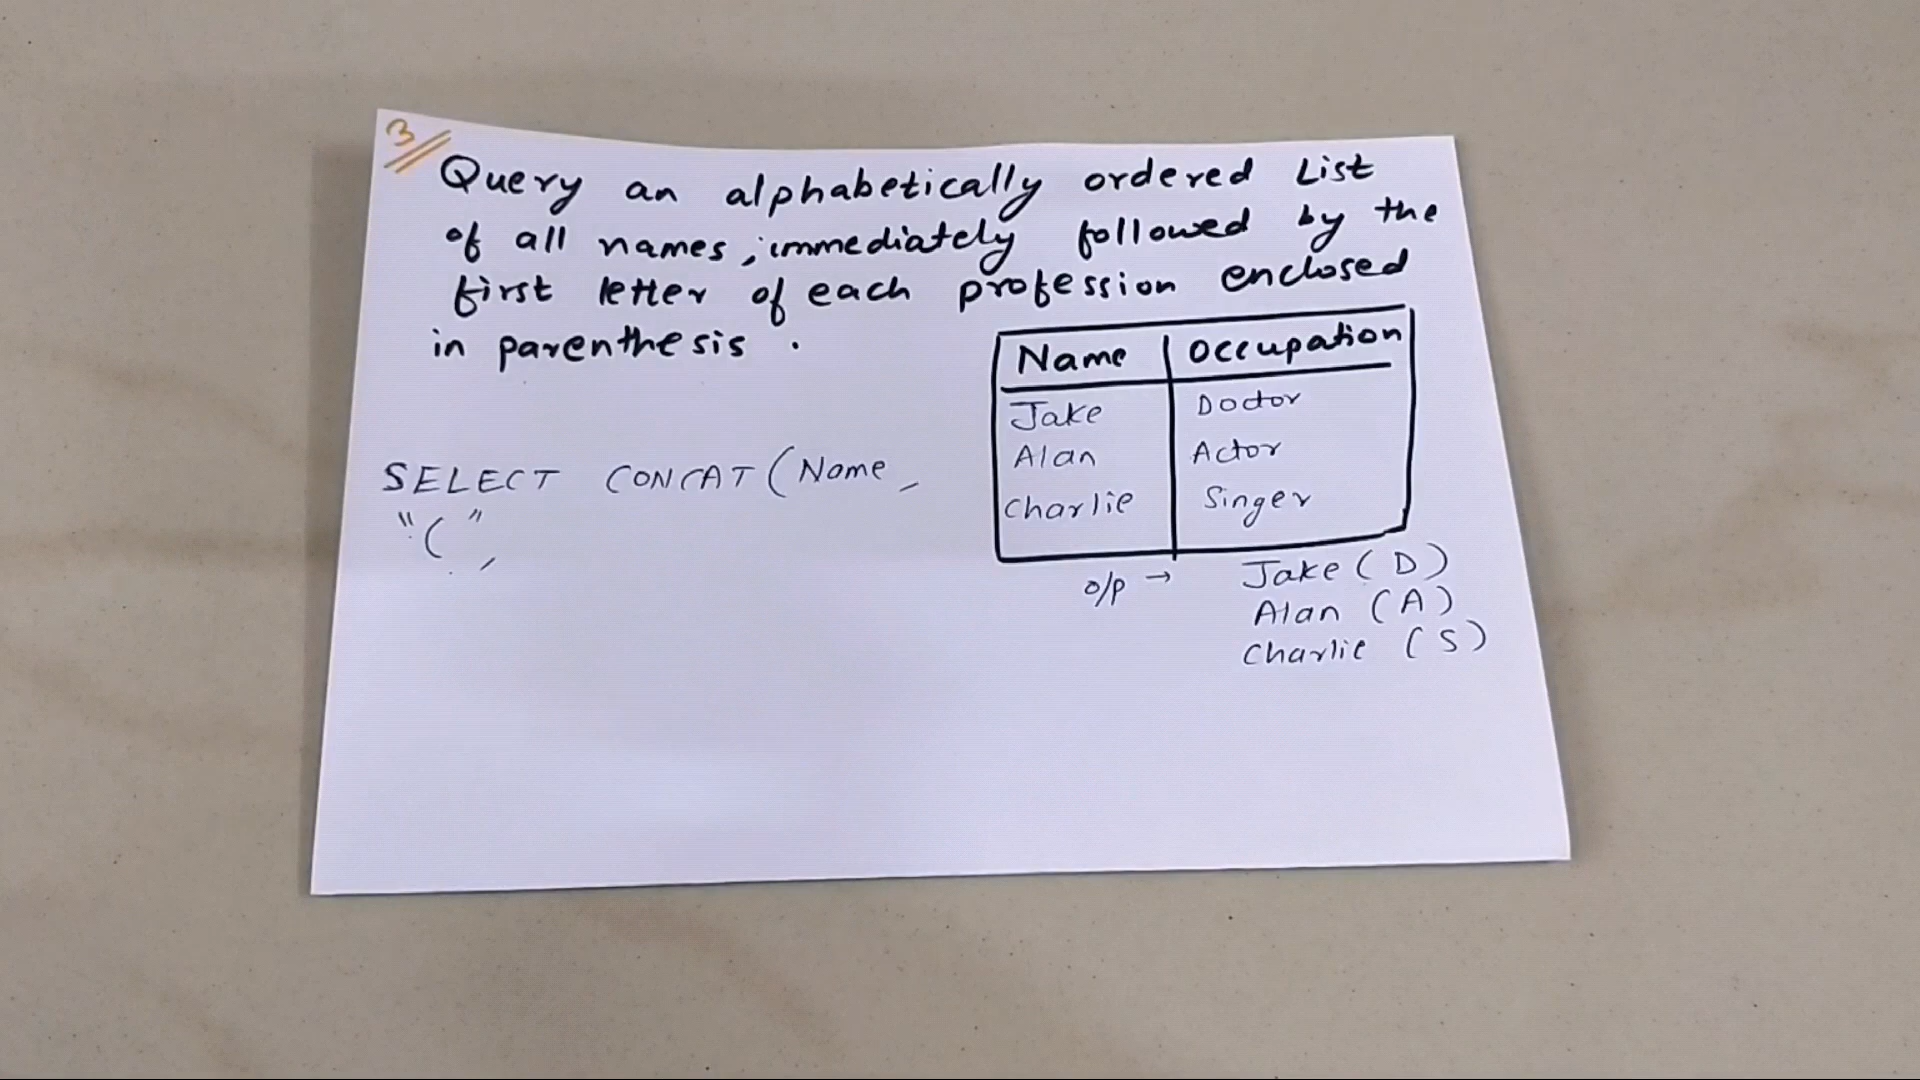 3
Query an alphabetically ordered List
of all names, immediately followed by the
first letter of each profession enclosed
in parenthesis .
Name Occupation
Jake Doctor
Alan Actor
Charlie Singer
SELECT CONCAT (Name,
"(",
o/p → Jake (D)
Alan (A)
Charlie (S)